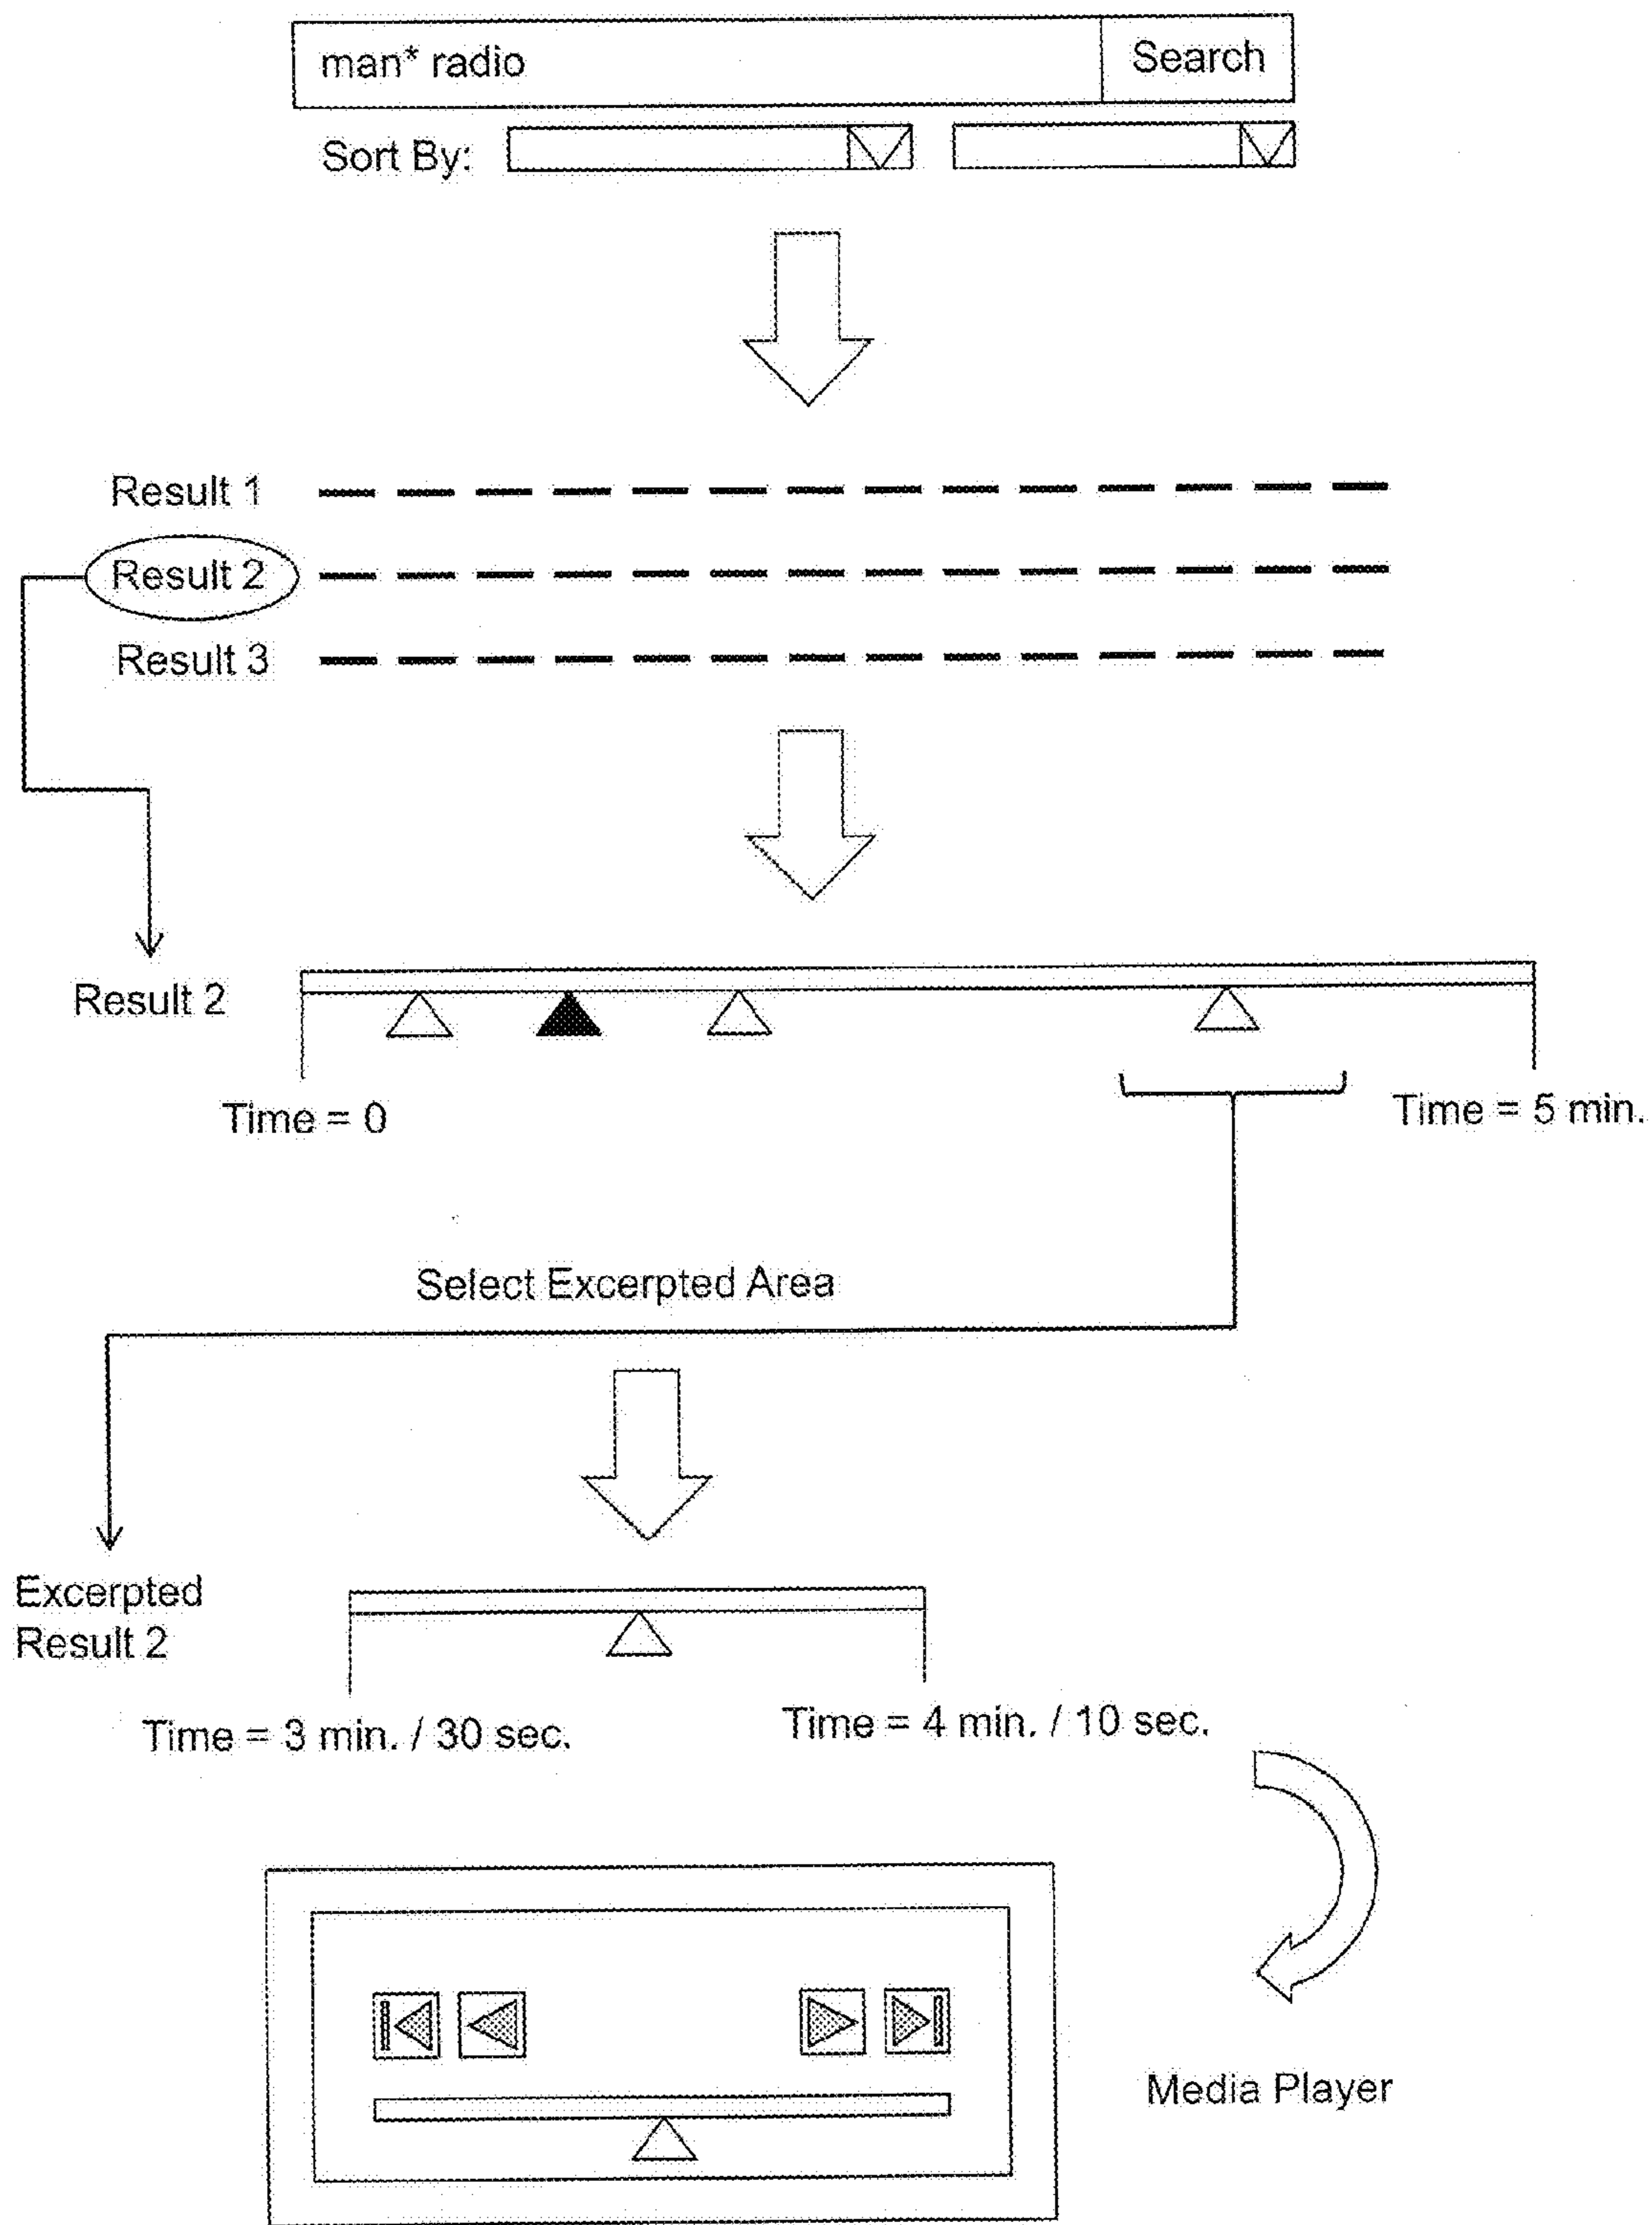 man* radio Search
Sort By:
Result 1
Result 2
Result 3
Result 2
Time = 0
Time = 5 min.
Select Excerpted Area
Excerpted
Result 2
Time = 3 min. / 30 sec.
Time = 4 min. / 10 sec.
Media Player